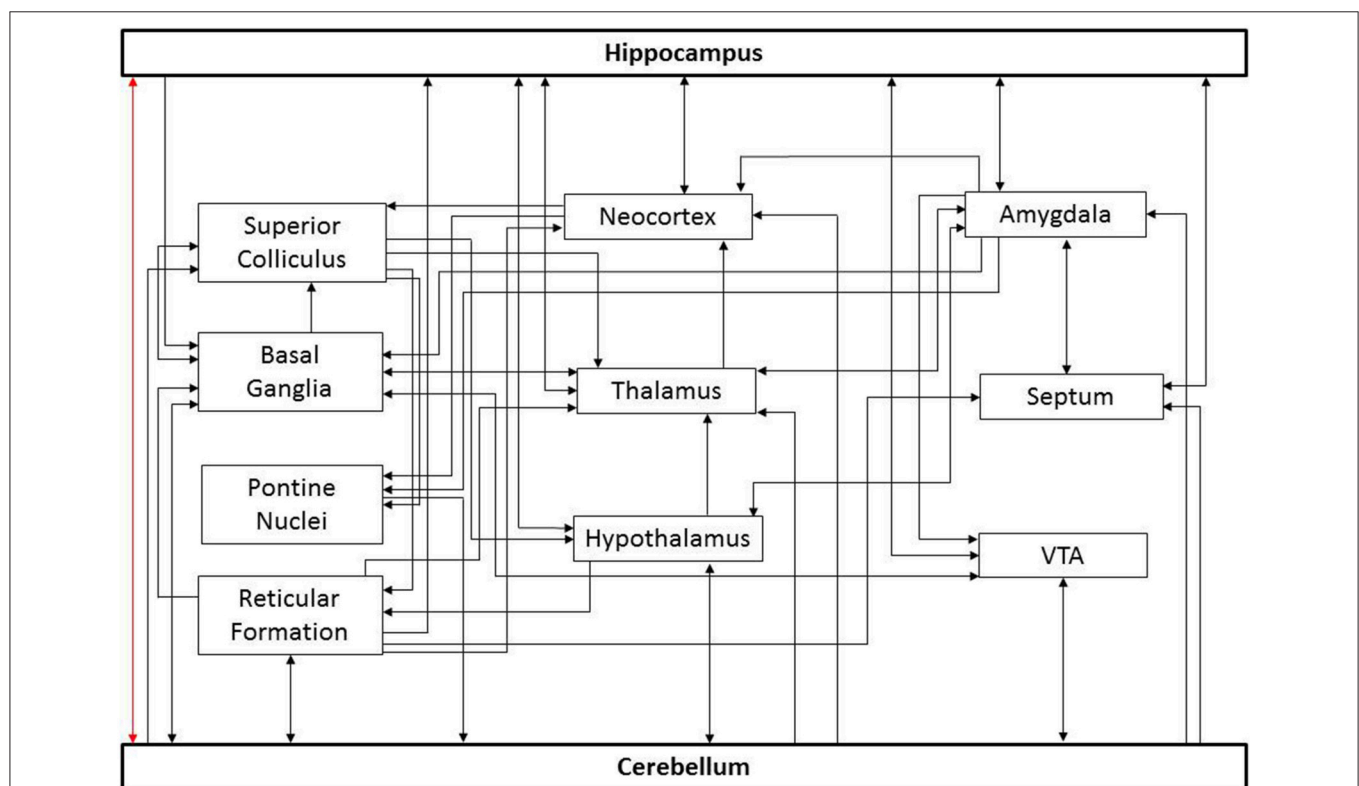 Hippocampus
Superior
Colliculus
Neocortex
Amygdala
Basal
Ganglia
Thalamus
Septum
Pontine
Nuclei
Hypothalamus
VTA
Reticular
Formation
Cerebellum